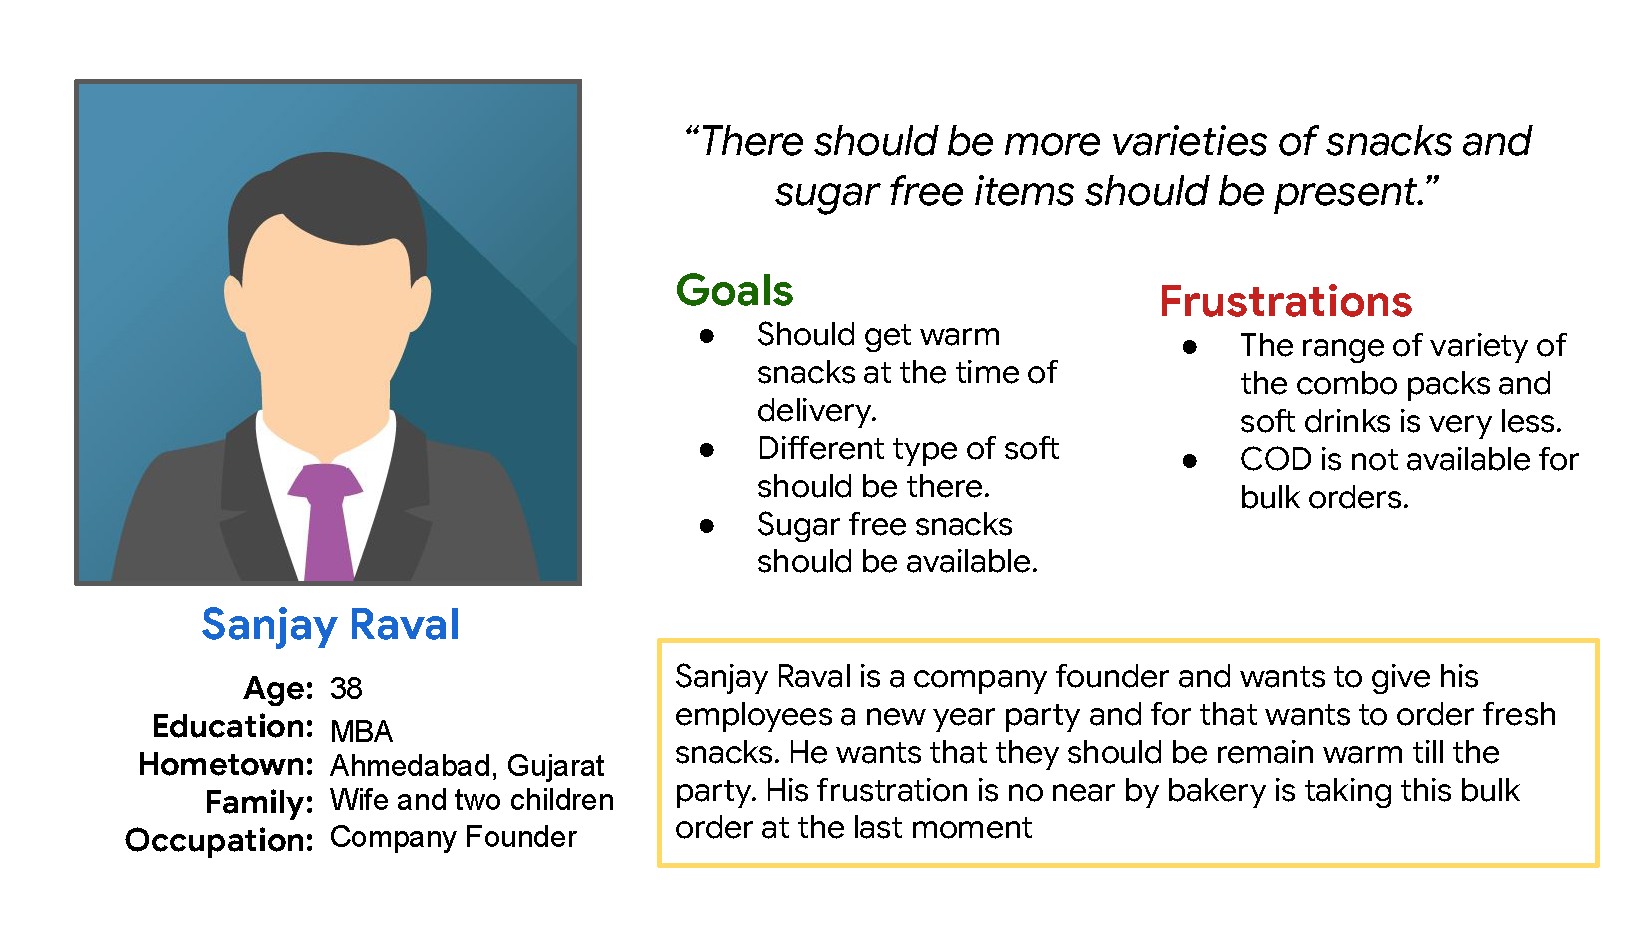 “There should be more varieties of snacks and
sugar free items should be present.”
Goals
● Should get warm
snacks at the time of
delivery.
● Different type of soft
should be there.
● Sugar free snacks
should be available.
Frustrations
● The range of variety of
the combo packs and
soft drinks is very less.
● COD is not available for
bulk orders.
Sanjay Raval
Age: 38
Education: MBA
Hometown: Ahmedabad, Gujarat
Family: Wife and two children
Occupation: Company Founder
Sanjay Raval is a company founder and wants to give his
employees a new year party and for that wants to order fresh
snacks. He wants that they should be remain warm till the
party. His frustration is no near by bakery is taking this bulk
order at the last moment